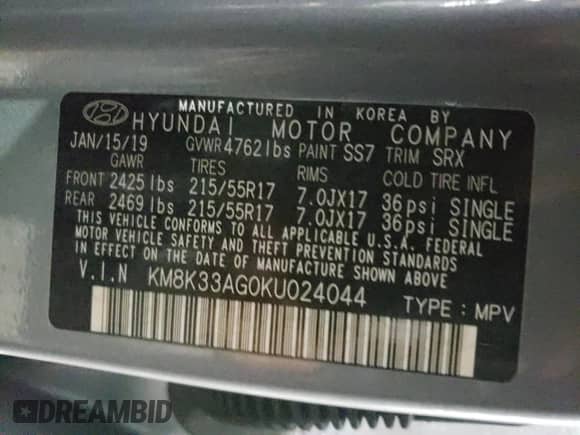 MANUFACTURED IN KOREA BY
HYUNDAI MOTOR COMPANY
JAN/15/19 GVWR 4762lbs PAINT SS7 TRIM SRX
GAWR TIRES RIMS COLD TIRE INFL
FRONT 2425lbs 215/55R17 7.0JX17 36psi SINGLE
REAR 2469lbs 215/55R17 7.0JX17 36psi SINGLE
THIS VEHICLE CONFORMS TO ALL APPLICABLE U.S.A. FEDERAL
MOTOR VEHICLE SAFETY AND THEFT PREVENTION STANDARDS
IN EFFECT ON THE DATE OF MANUFACTURE SHOWN ABOVE.
V.I.N KM8K33AG0KU024044
TYPE : MPV
DREAMBID